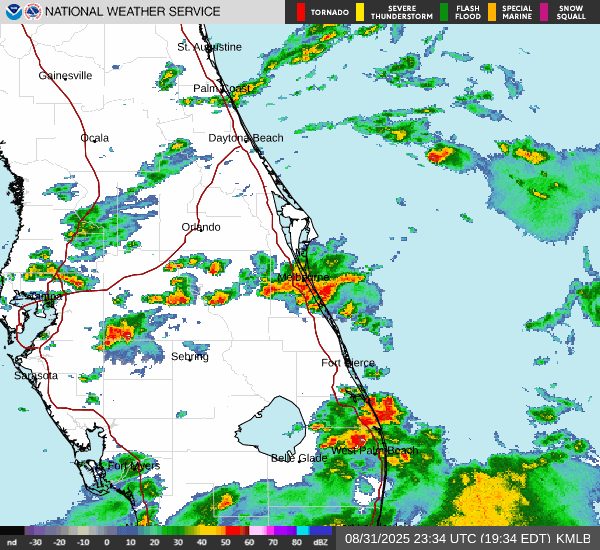 NATIONAL WEATHER SERVICE
TORNADO
SEVERE THUNDERSTORM
FLASH FLOOD
SPECIAL MARINE
SNOW SQUALL
St. Augustine
Gainesville
Palm Coast
Ocala
Daytona Beach
Orlando
Melbourne
Tampa
Sebring
Fort Pierce
Sarasota
West Palm Beach
Belle Glade
Fort Myers
nd -30 -20 -10 0 10 20 30 40 50 60 70 80 dBZ
08/31/2025 23:34 UTC (19:34 EDT) KMLB